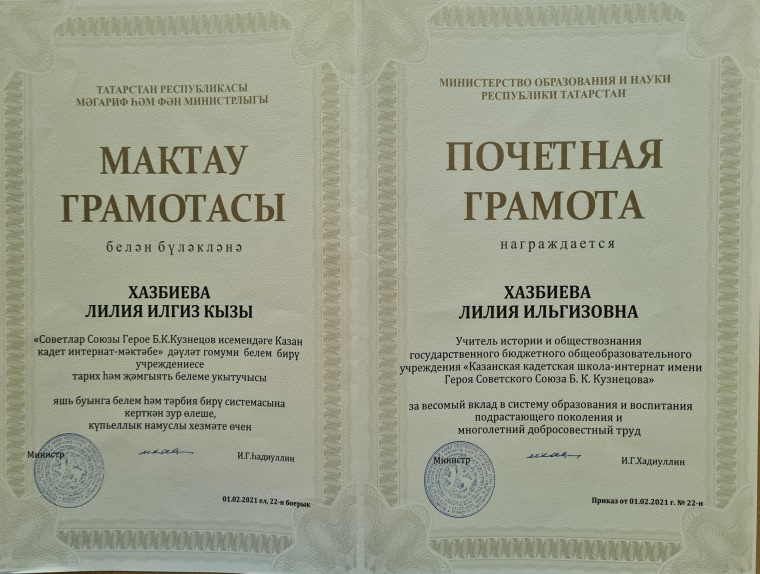 ТАТАРСТАН РЕСПУБЛИКАСЫ
МӘГАРИФ ҺӘМ ФӘН МИНИСТРЛЫГЫ
МАКТАУ
ГРАМОТАСЫ
белән бүләкләнә
ХАЗБИЕВА
ЛИЛИЯ ИЛГИЗ КЫЗЫ
«Советлар Союзы Герое Б.К.Кузнецов исемендәге Казан
кадет интернат-мәктәбе» дәүләт гомуми белем бирү
учреждениесе
тарих һәм җәмгыять белеме укытучысы
яшь буынга белем һәм тәрбия бирү системасына
керткән зур өлеше,
күпьеллык намуслы хезмәте өчен
Министр И.Г.Һадиуллин
01.02.2021 ел, 22-н боерык
МИНИСТЕРСТВО ОБРАЗОВАНИЯ И НАУКИ
РЕСПУБЛИКИ ТАТАРСТАН
ПОЧЕТНАЯ
ГРАМОТА
награждается
ХАЗБИЕВА
ЛИЛИЯ ИЛЬГИЗОВНА
Учитель истории и обществознания
государственного бюджетного общеобразовательного
учреждения «Казанская кадетская школа-интернат имени
Героя Советского Союза Б. К. Кузнецова»
за весомый вклад в систему образования и воспитания
подрастающего поколения и
многолетний добросовестный труд
Министр И.Г.Хадиуллин
Приказ от 01.02.2021 г. № 22-н